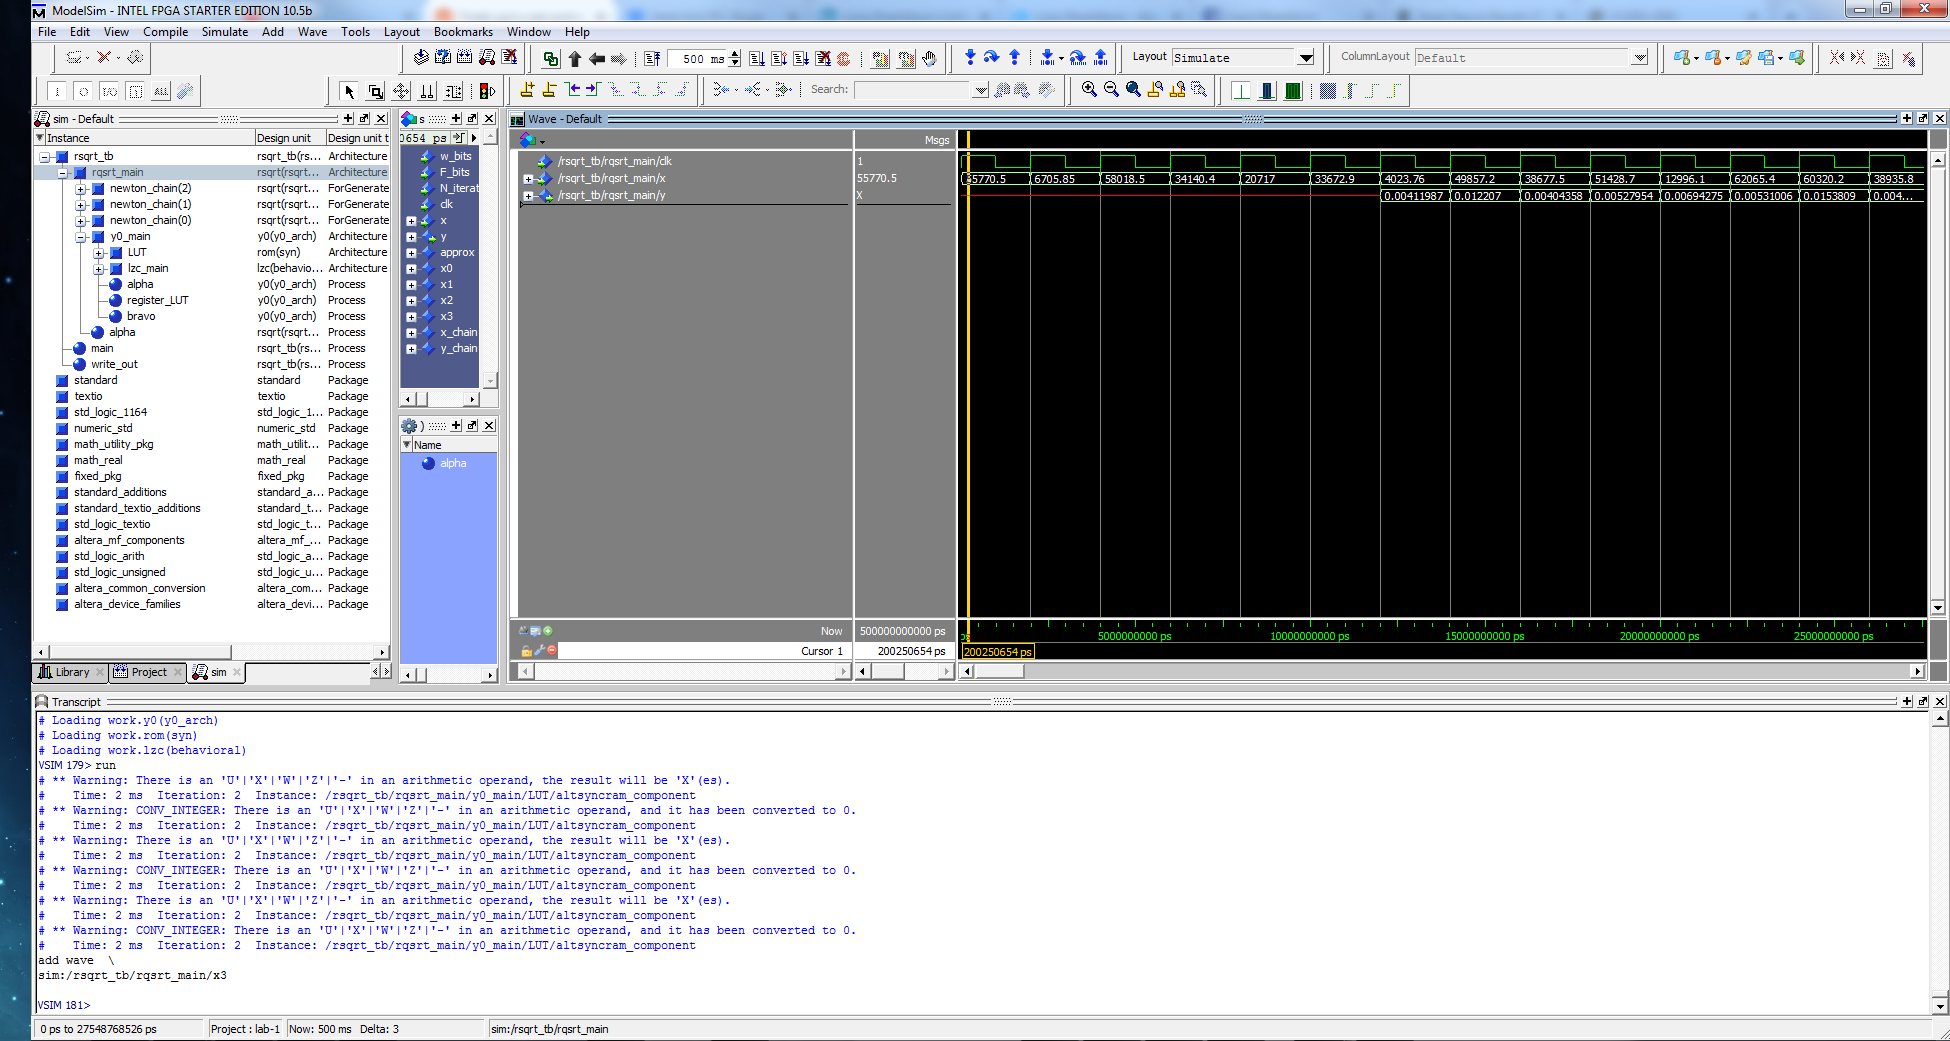 ModelSim - INTEL FPGA STARTER EDITION 10.5b
File Edit View Compile Simulate Add Wave Tools Layout Bookmarks Window Help
500 ms
Layout Simulate
ColumnLayout Default
Search:
sim - Default
Instance Design unit Design unit t
rsqrt_tb rsqrt_tb(rs... Architecture
rqsrt_main rsqrt(rsqrt... Architecture
newton_chain(2) rsqrt(rsqrt... ForGenerate
newton_chain(1) rsqrt(rsqrt... ForGenerate
newton_chain(0) rsqrt(rsqrt... ForGenerate
y0_main y0(y0_arch) Architecture
LUT rom(syn) Architecture
lzc_main lzc(behavio... Architecture
alpha y0(y0_arch) Process
register_LUT y0(y0_arch) Process
bravo y0(y0_arch) Process
alpha rsqrt(rsqrt... Process
main rsqrt_tb(rs... Process
write_out rsqrt_tb(rs... Process
standard standard Package
textio textio Package
std_logic_1164 std_logic_1... Package
numeric_std numeric_std Package
math_utility_pkg math_utilit... Package
math_real math_real Package
fixed_pkg fixed_pkg Package
standard_additions standard_a... Package
standard_textio_additions standard_t... Package
std_logic_textio std_logic_t... Package
altera_mf_components altera_mf_... Package
std_logic_arith std_logic_a... Package
std_logic_unsigned std_logic_u... Package
altera_common_conversion altera_com... Package
altera_device_families altera_devi... Package
Library Project sim
s
0654 ps
w_bits
F_bits
N_iterat
clk
x
y
approx
x0
x1
x2
x3
x_chain
y_chain
Name
alpha
Wave - Default
Msgs
/rsqrt_tb/rqsrt_main/clk 1
/rsqrt_tb/rqsrt_main/x 55770.5 55770.5 6705.85 58018.5 34140.4 20717 33672.9 4023.76 49857.2 38677.5 51428.7 12996.1 62065.4 60320.2 38935.8
/rsqrt_tb/rqsrt_main/y X 0.00411987 0.012207 0.00404358 0.00527954 0.00694275 0.00531006 0.0153809 0.004...
Now 500000000000 ps ps 5000000000 ps 10000000000 ps 15000000000 ps 20000000000 ps 25000000000 ps
Cursor 1 200250654 ps 200250654 ps
Transcript
# Loading work.y0(y0_arch)
# Loading work.rom(syn)
# Loading work.lzc(behavioral)
VSIM 179> run
# ** Warning: There is an 'U'|'X'|'W'|'Z'|'-' in an arithmetic operand, the result will be 'X'(es).
# Time: 2 ms Iteration: 2 Instance: /rsqrt_tb/rqsrt_main/y0_main/LUT/altsyncram_component
# ** Warning: CONV_INTEGER: There is an 'U'|'X'|'W'|'Z'|'-' in an arithmetic operand, and it has been converted to 0.
# Time: 2 ms Iteration: 2 Instance: /rsqrt_tb/rqsrt_main/y0_main/LUT/altsyncram_component
# ** Warning: There is an 'U'|'X'|'W'|'Z'|'-' in an arithmetic operand, the result will be 'X'(es).
# Time: 2 ms Iteration: 2 Instance: /rsqrt_tb/rqsrt_main/y0_main/LUT/altsyncram_component
# ** Warning: CONV_INTEGER: There is an 'U'|'X'|'W'|'Z'|'-' in an arithmetic operand, and it has been converted to 0.
# Time: 2 ms Iteration: 2 Instance: /rsqrt_tb/rqsrt_main/y0_main/LUT/altsyncram_component
# ** Warning: There is an 'U'|'X'|'W'|'Z'|'-' in an arithmetic operand, the result will be 'X'(es).
# Time: 2 ms Iteration: 2 Instance: /rsqrt_tb/rqsrt_main/y0_main/LUT/altsyncram_component
# ** Warning: CONV_INTEGER: There is an 'U'|'X'|'W'|'Z'|'-' in an arithmetic operand, and it has been converted to 0.
# Time: 2 ms Iteration: 2 Instance: /rsqrt_tb/rqsrt_main/y0_main/LUT/altsyncram_component
add wave \
sim:/rsqrt_tb/rqsrt_main/x3
VSIM 181>
0 ps to 27548768526 ps Project : lab-1 Now: 500 ms Delta: 3 sim:/rsqrt_tb/rqsrt_main